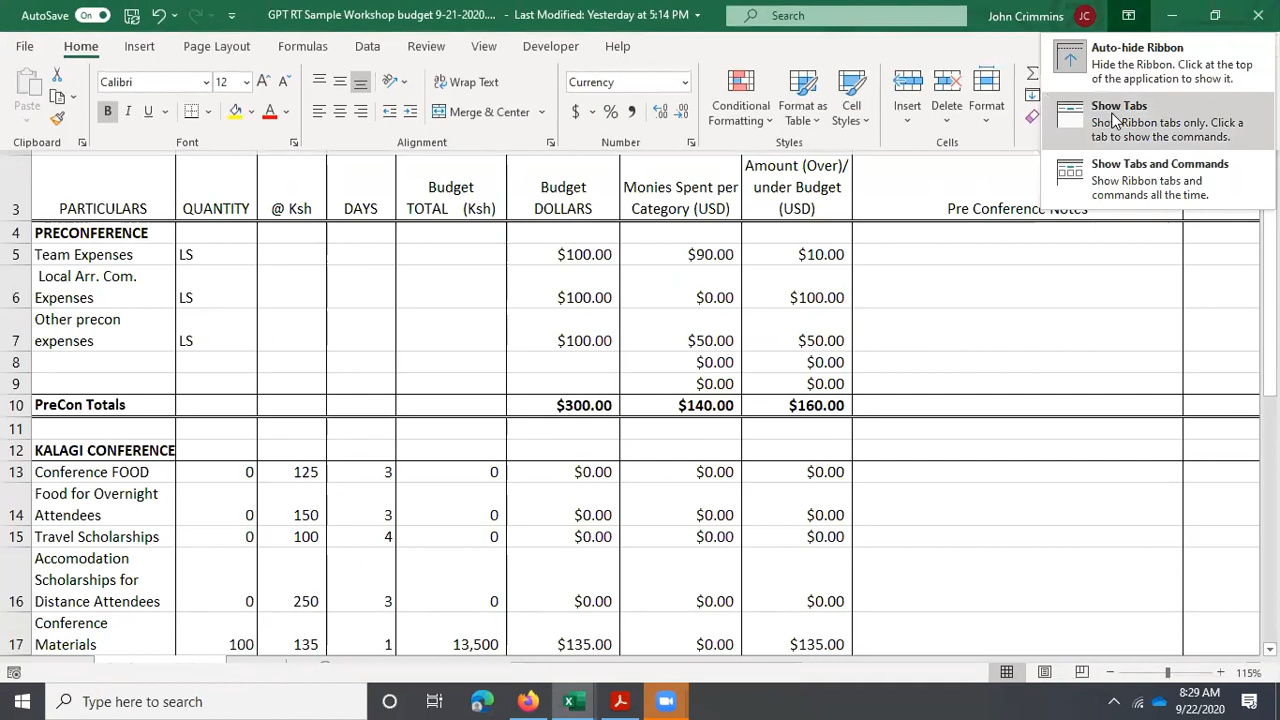 AutoSave On
GPT RT Sample Workshop budget 9-21-2020.... - Last Modified: Yesterday at 5:14 PM
Search
John Crimmins JC
File Home Insert Page Layout Formulas Data Review View Developer Help
Auto-hide Ribbon
Hide the Ribbon. Click at the top
of the application to show it.
Show Tabs
Show Ribbon tabs only. Click a
tab to show the commands.
Show Tabs and Commands
Show Ribbon tabs and
commands all the time.
Paste
Calibri 12
B I U
Wrap Text
Merge & Center
Currency
$ %
Conditional Formatting
Format as Table
Cell Styles
Insert Delete Format
Clipboard Font Alignment Number Styles Cells
3 PARTICULARS QUANTITY @ Ksh DAYS Budget TOTAL (Ksh) Budget DOLLARS Monies Spent per Category (USD) Amount (Over)/ under Budget (USD) Pre Conference Notes
4 PRECONFERENCE
5 Team Expenses LS $100.00 $90.00 $10.00
6 Local Arr. Com. Expenses LS $100.00 $0.00 $100.00
7 Other precon expenses LS $100.00 $50.00 $50.00
8 $0.00 $0.00
9 $0.00 $0.00
10 PreCon Totals $300.00 $140.00 $160.00
11
12 KALAGI CONFERENCE
13 Conference FOOD 0 125 3 0 $0.00 $0.00 $0.00
14 Food for Overnight Attendees 0 150 3 0 $0.00 $0.00 $0.00
15 Travel Scholarships 0 100 4 0 $0.00 $0.00 $0.00
16 Accomodation Scholarships for Distance Attendees 0 250 3 0 $0.00 $0.00 $0.00
17 Conference Materials 100 135 1 13,500 $135.00 $0.00 $135.00
115%
Type here to search
8:29 AM
9/22/2020